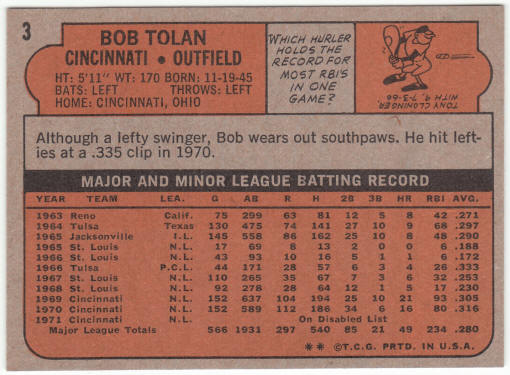 3
BOB TOLAN
CINCINNATI • OUTFIELD
HT: 5'11" WT: 170 BORN: 11-19-45
BATS: LEFT THROWS: LEFT
HOME: CINCINNATI, OHIO
WHICH HURLER
HOLDS THE
RECORD FOR
MOST RBI'S
IN ONE
GAME?
TONY CLONINGER
WITH 9, 7-3-66
Although a lefty swinger, Bob wears out southpaws. He hit left-
ies at a .335 clip in 1970.
MAJOR AND MINOR LEAGUE BATTING RECORD
YEAR TEAM LEA. G AB R H 2B 3B HR RBI AVG.
1963 Reno Calif. 75 299 63 81 12 5 8 42 .271
1964 Tulsa Texas 130 475 74 141 27 10 9 68 .297
1965 Jacksonville I.L. 145 558 86 162 25 10 8 48 .290
1965 St. Louis N.L. 17 69 8 13 2 0 0 6 .188
1966 St. Louis N.L. 43 93 10 16 5 1 1 6 .172
1966 Tulsa P.C.L. 44 171 28 57 6 3 4 26 .333
1967 St. Louis N.L. 110 265 35 67 7 3 6 32 .253
1968 St. Louis N.L. 92 278 28 64 12 1 5 17 .230
1969 Cincinnati N.L. 152 637 104 194 25 10 21 93 .305
1970 Cincinnati N.L. 152 589 112 186 34 6 16 80 .316
1971 Cincinnati N.L. On Disabled List
Major League Totals 566 1931 297 540 85 21 49 234 .280
** ©T.C.G. PRTD. IN U.S.A.